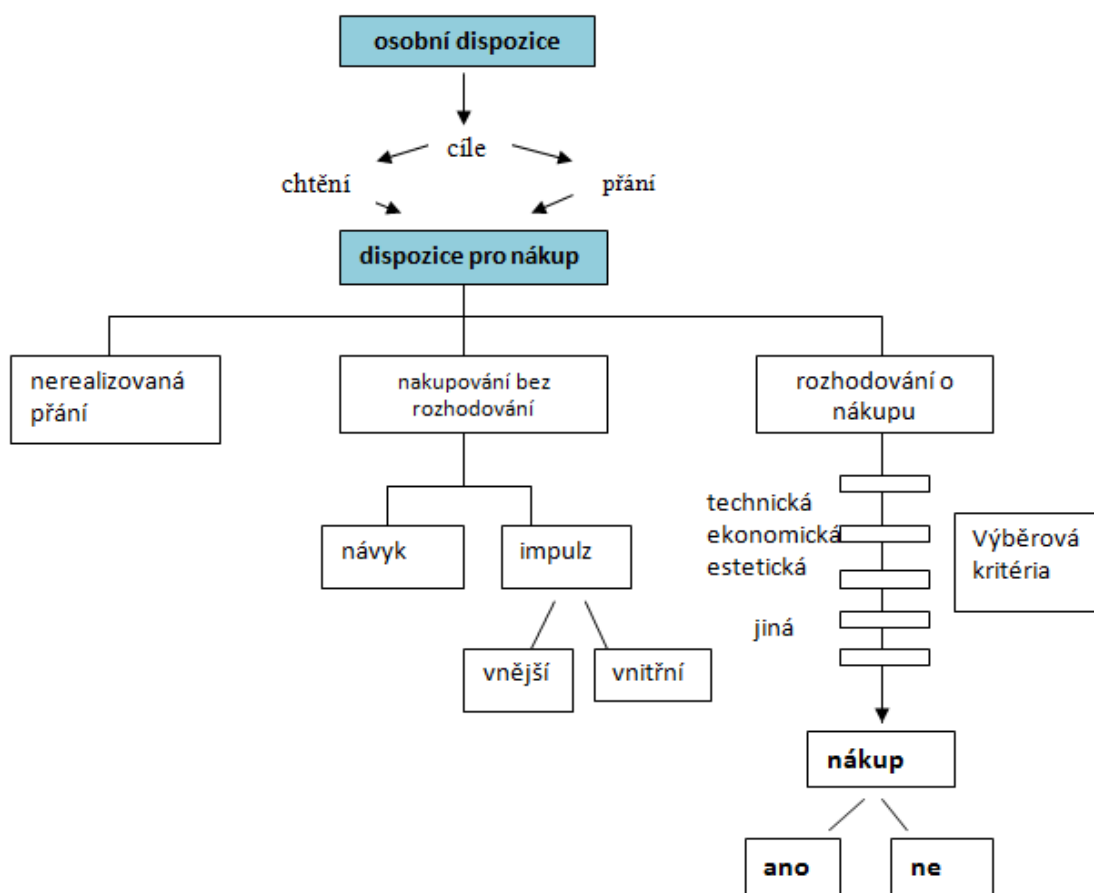 osobní dispozice
cíle
chtění
přání
dispozice pro nákup
nerealizovaná
přání
nakupování bez
rozhodování
rozhodování o
nákupu
technická
ekonomická
estetická
jiná
Výběrová
kritéria
návyk
impulz
vnější
vnitřní
nákup
ano
ne